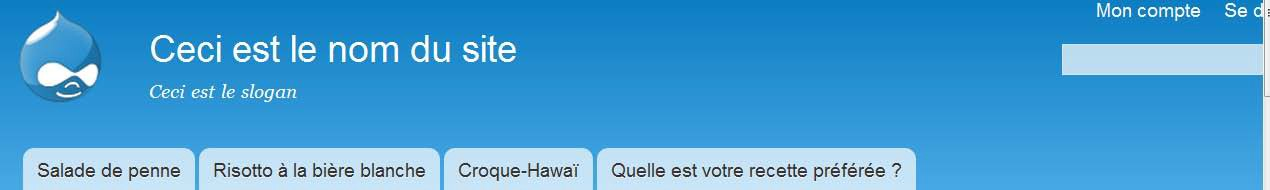 Mon compte Se d
Ceci est le nom du site
Ceci est le slogan
Salade de penne Risotto à la bière blanche Croque-Hawaï Quelle est votre recette préférée ?